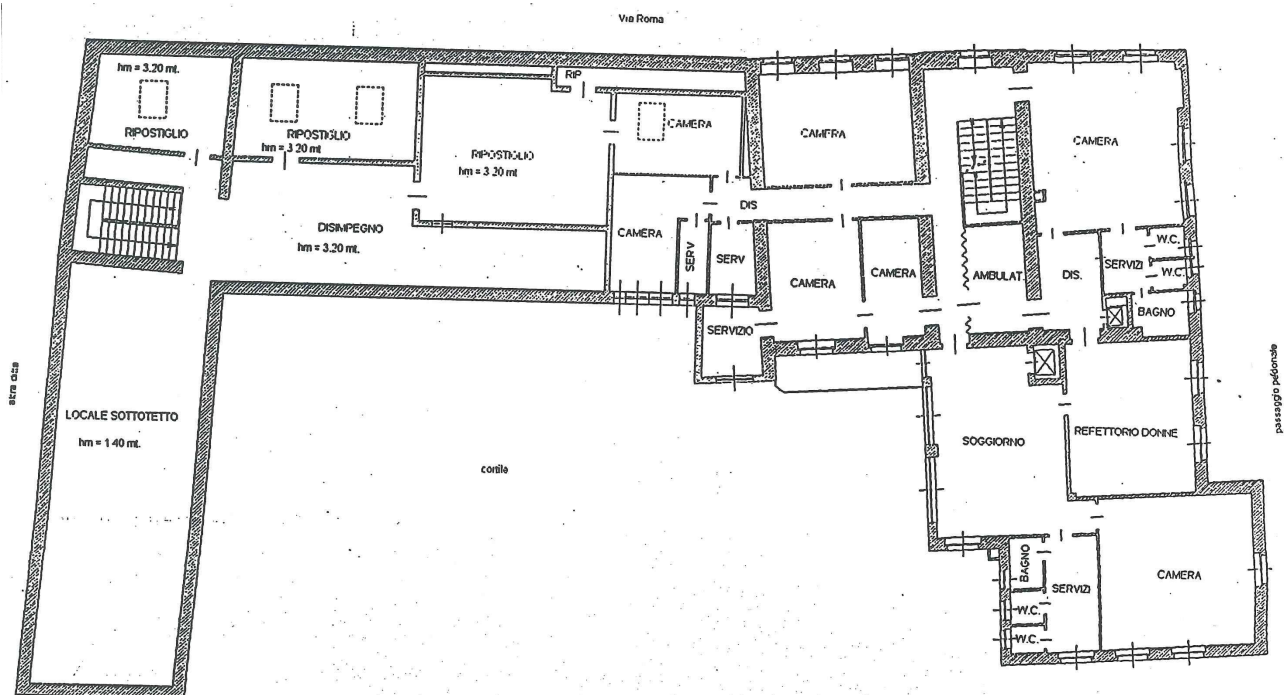 Via Roma
hm = 3.20 mt.
RIPOSTIGLIO
RIPOSTIGLIO
hm = 3.20 mt
RIPOSTIGLIO
hm = 3.20 mt
RIP
CAMERA
CAMERA
CAMERA
DISIMPEGNO
hm = 3.20 mt.
CAMERA
SERV
SERV
DIS
CAMERA
CAMERA
AMBULAT.
DIS.
SERVIZI
W.C.
W.C.
BAGNO
SERVIZIO
altra ditta
LOCALE SOTTOTETTO
hm = 1.40 mt.
cortile
SOGGIORNO
REFETTORIO DONNE
passaggio pedonale
BAGNO
SERVIZI
CAMERA
W.C.
W.C.